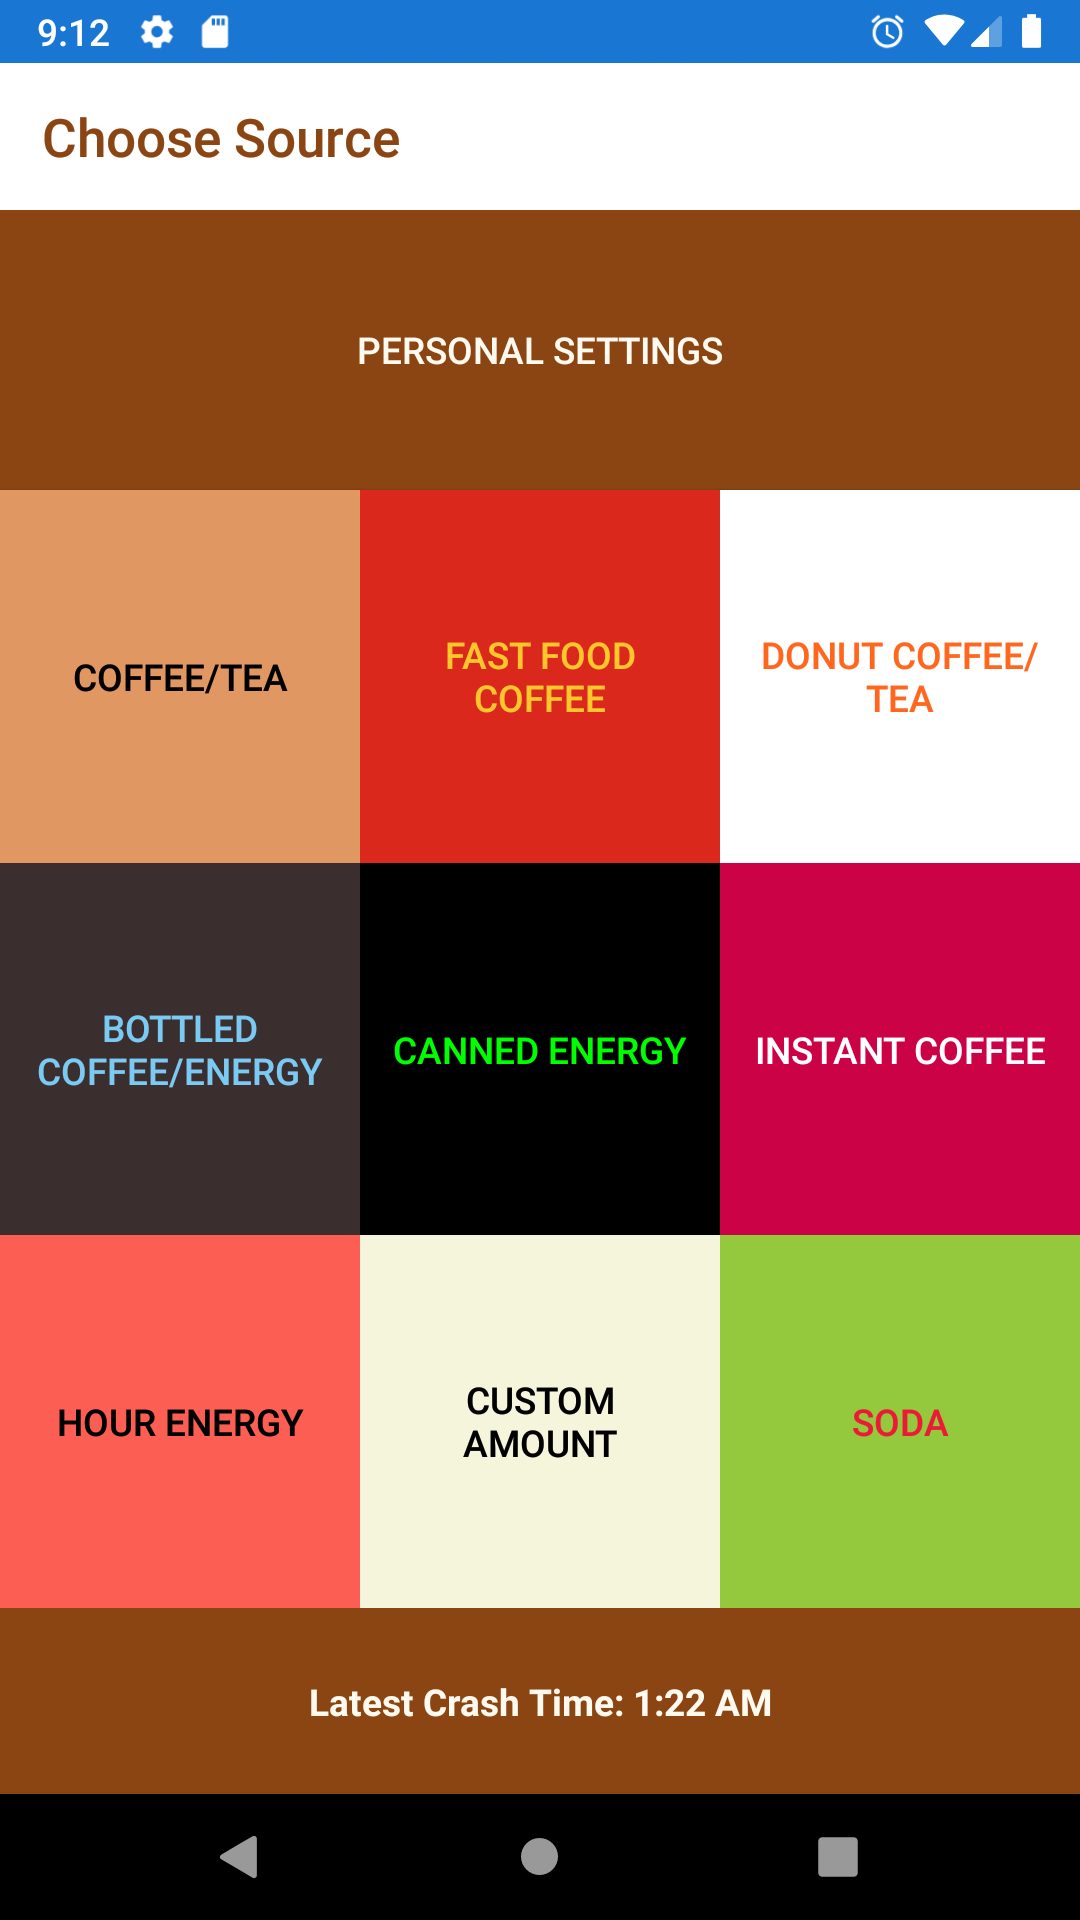 9:12
Choose Source
PERSONAL SETTINGS
COFFEE/TEA
FAST FOOD
COFFEE
DONUT COFFEE/
TEA
BOTTLED
COFFEE/ENERGY
CANNED ENERGY
INSTANT COFFEE
HOUR ENERGY
CUSTOM
AMOUNT
SODA
Latest Crash Time: 1:22 AM